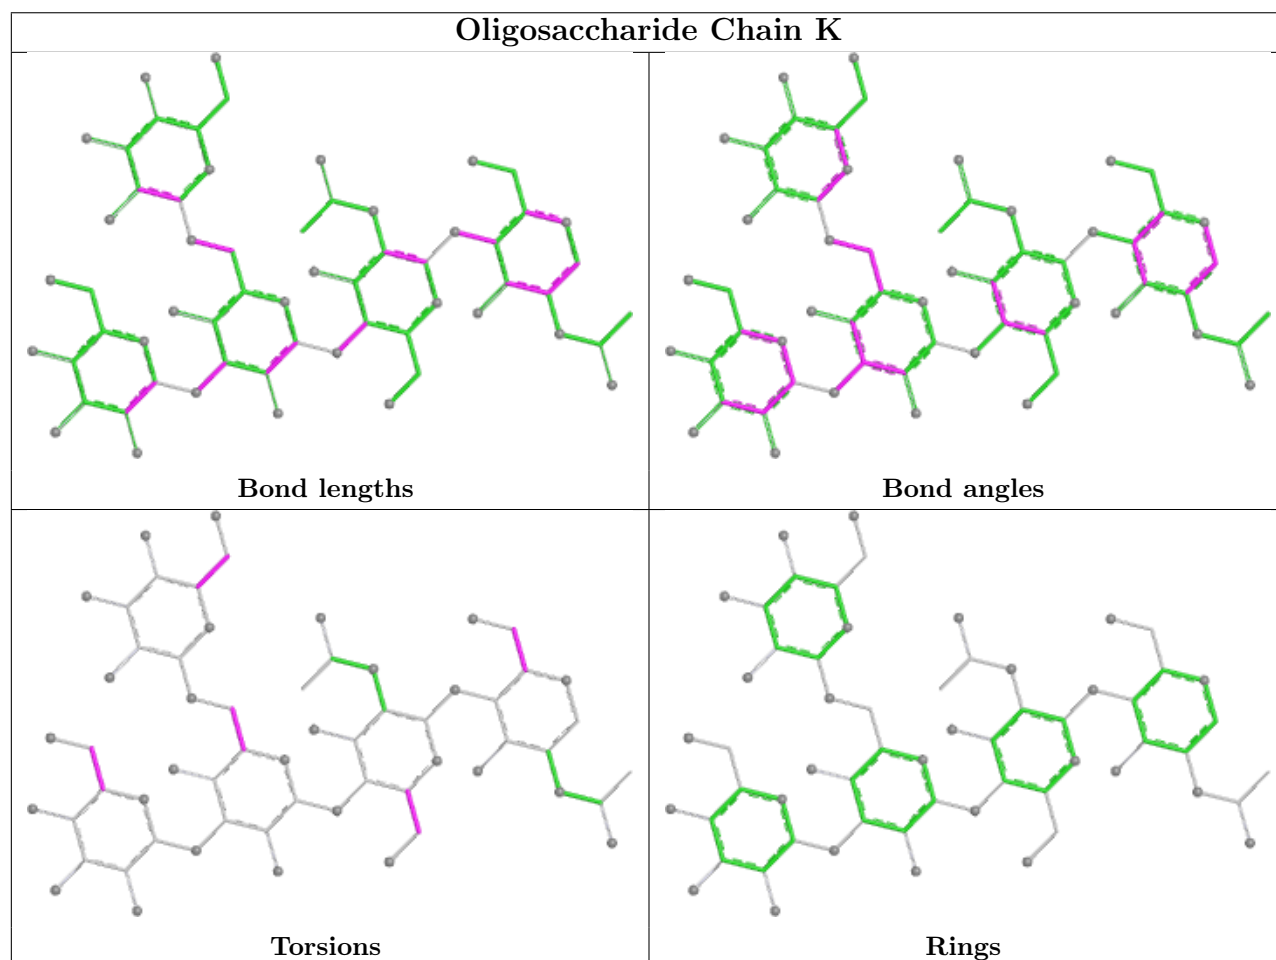 Oligosaccharide Chain K
Bond lengths
Bond angles
Torsions
Rings